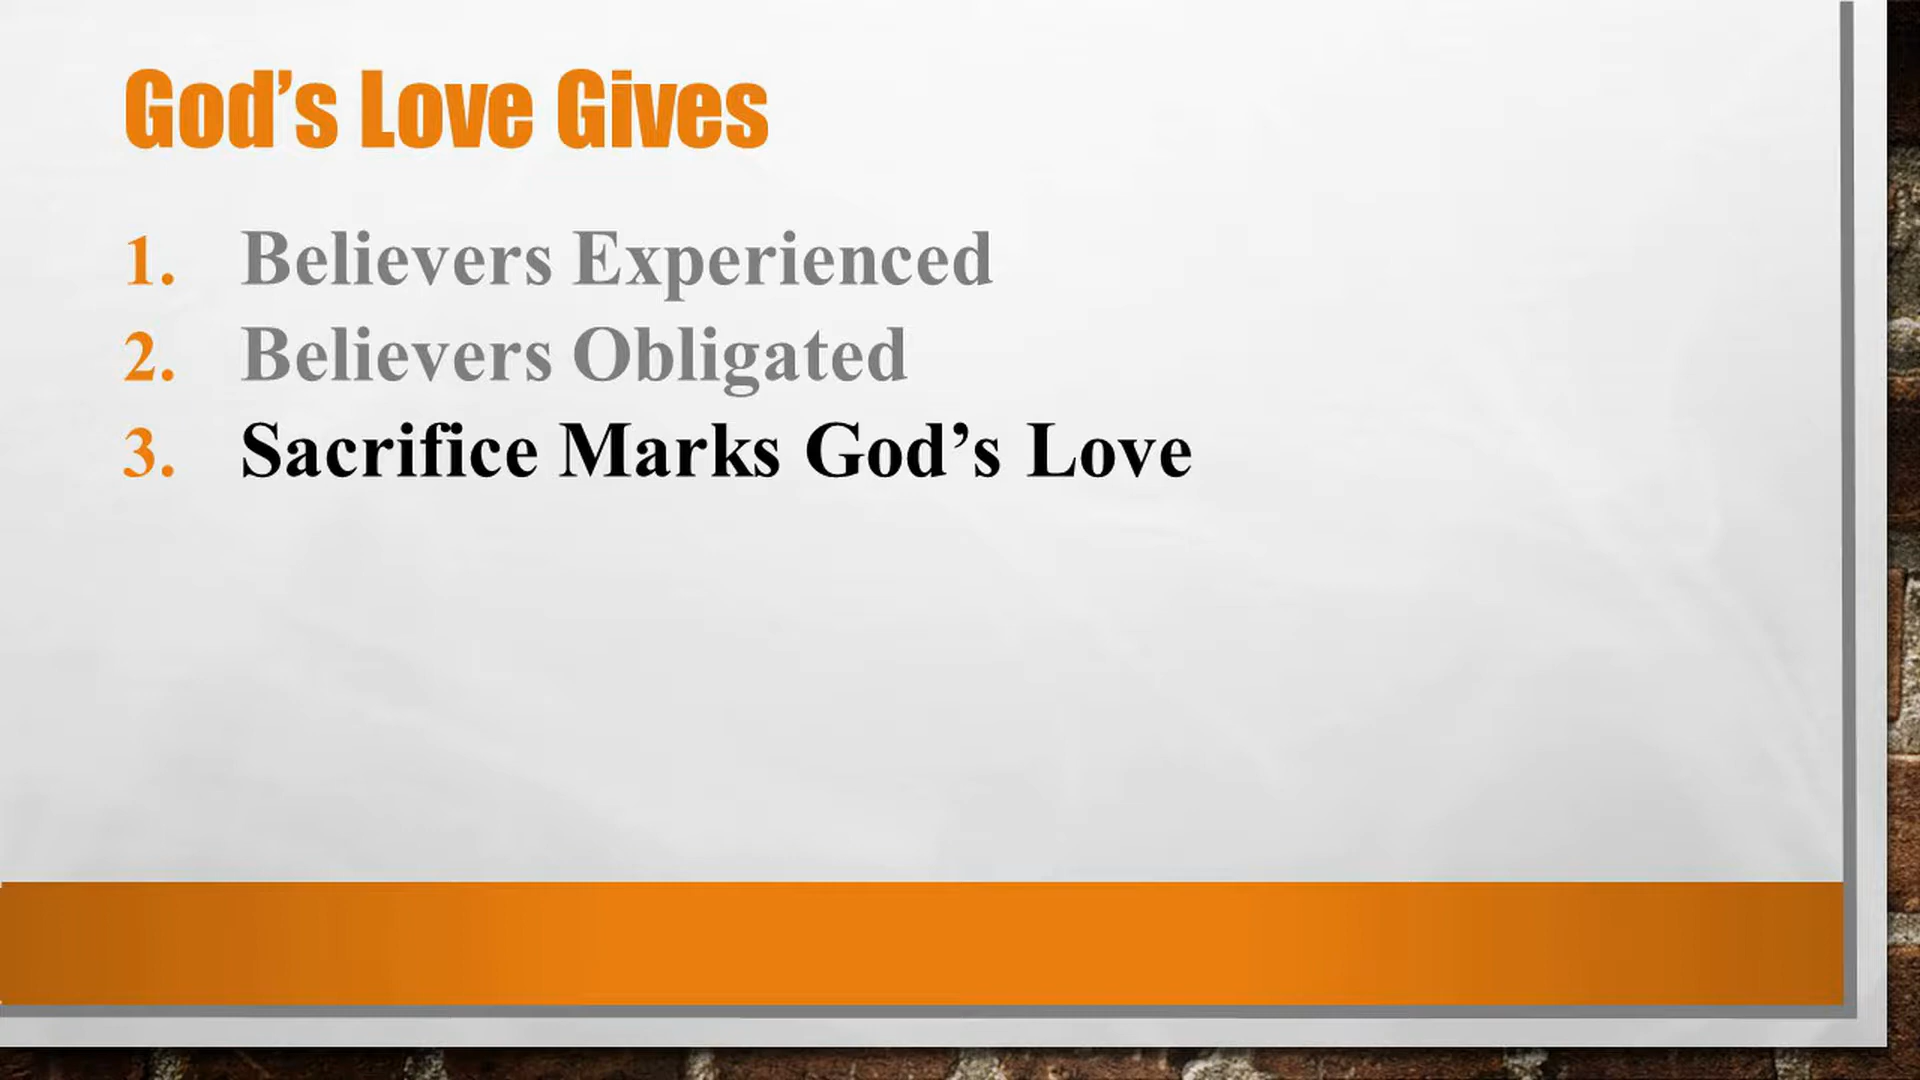 God’s Love Gives
1. Believers Experienced
2. Believers Obligated
3. Sacrifice Marks God’s Love